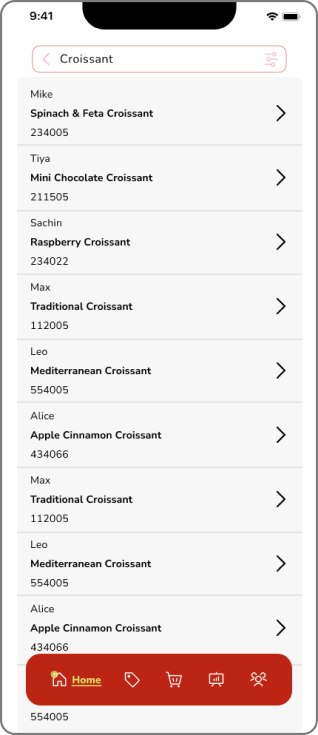 9:41
Croissant
Mike
Spinach & Feta Croissant
234005
Tiya
Mini Chocolate Croissant
211505
Sachin
Raspberry Croissant
234022
Max
Traditional Croissant
112005
Leo
Mediterranean Croissant
554005
Alice
Apple Cinnamon Croissant
434066
Max
Traditional Croissant
112005
Leo
Mediterranean Croissant
554005
Alice
Apple Cinnamon Croissant
434066
Home
554005